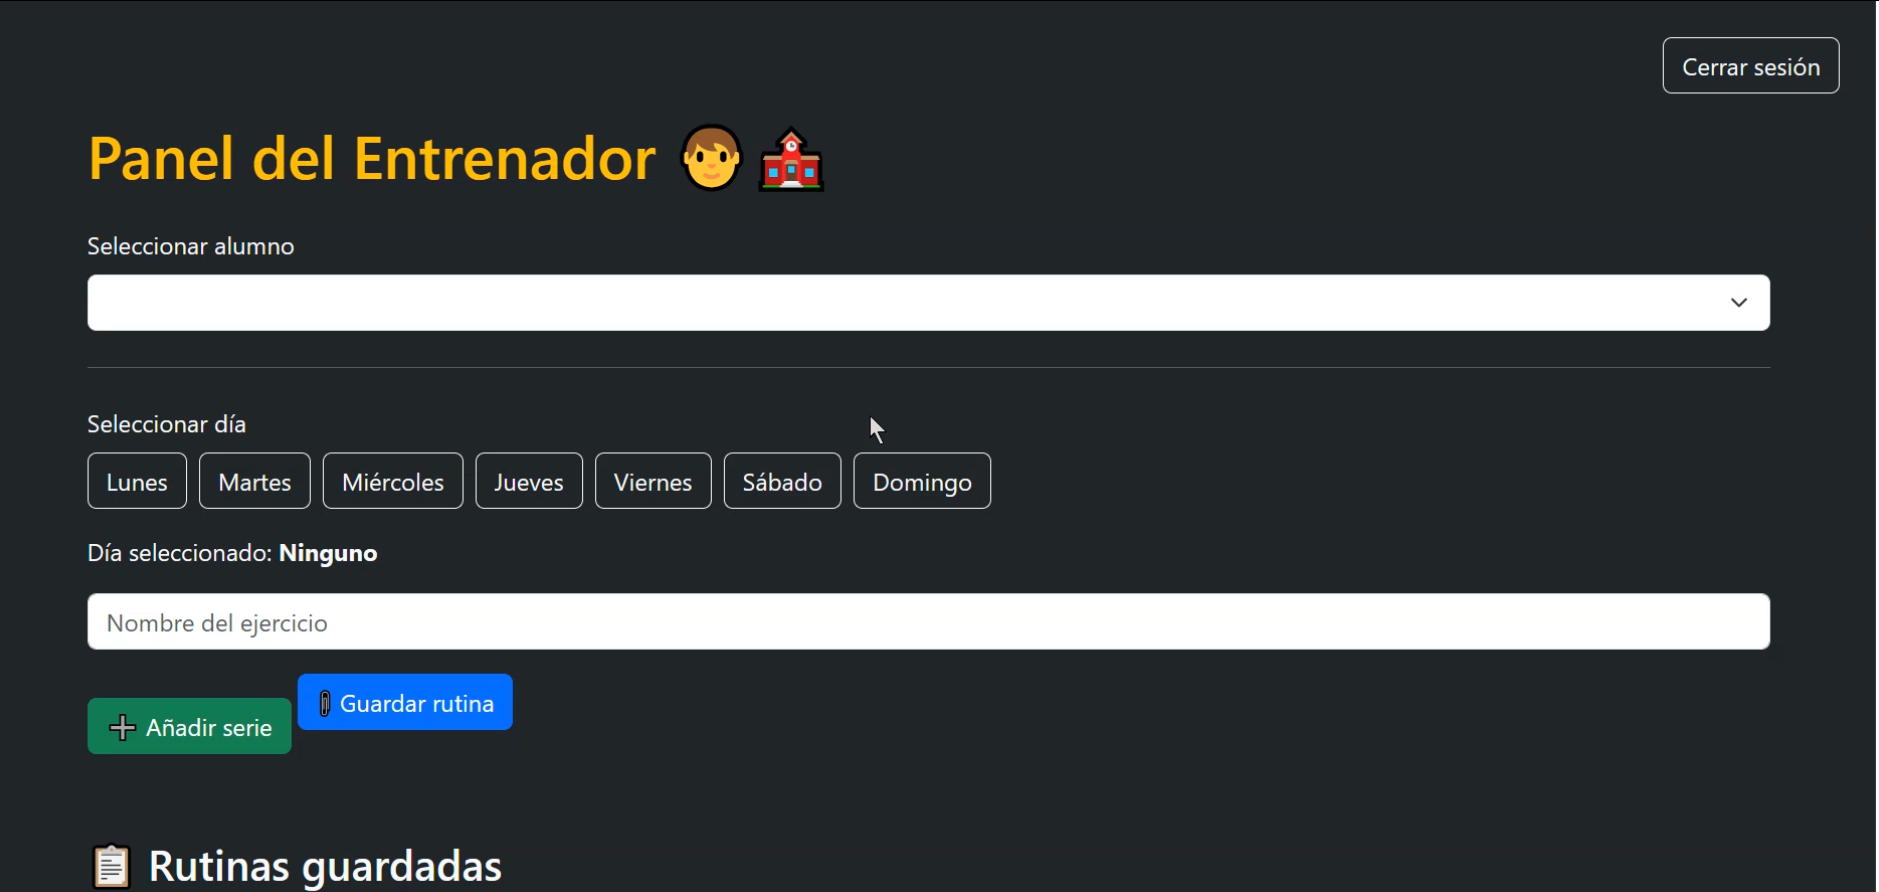 Cerrar sesión
Panel del Entrenador
Seleccionar alumno
Seleccionar día
Lunes Martes Miércoles Jueves Viernes Sábado Domingo
Día seleccionado: Ninguno
Nombre del ejercicio
Añadir serie Guardar rutina
Rutinas guardadas